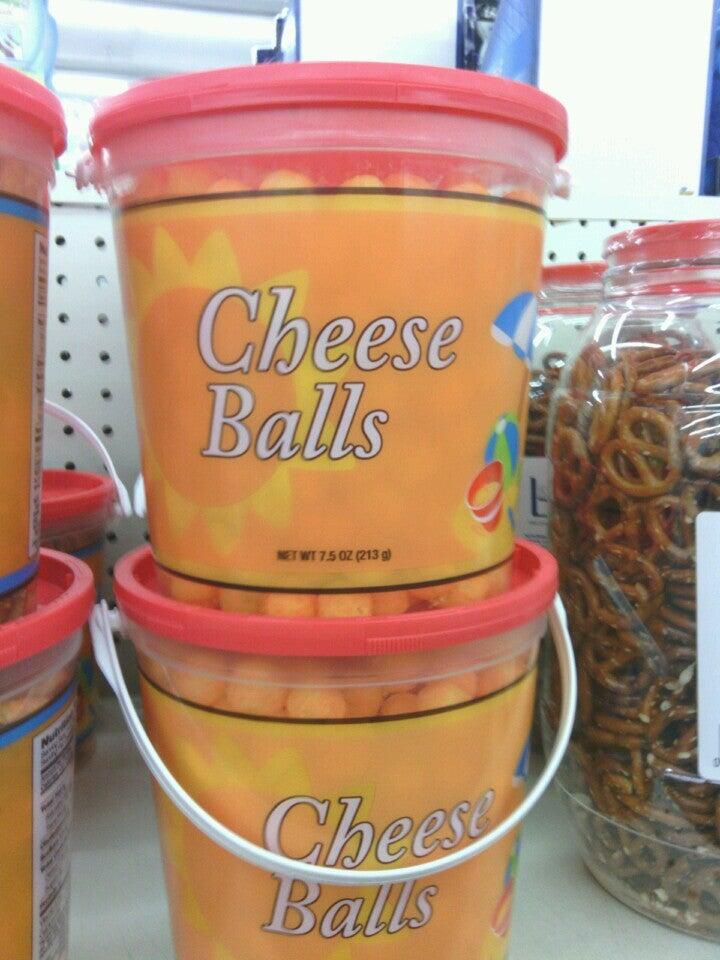 Cheese
Balls
NET WT 7.5 OZ (213 g)
Cheese
Balls